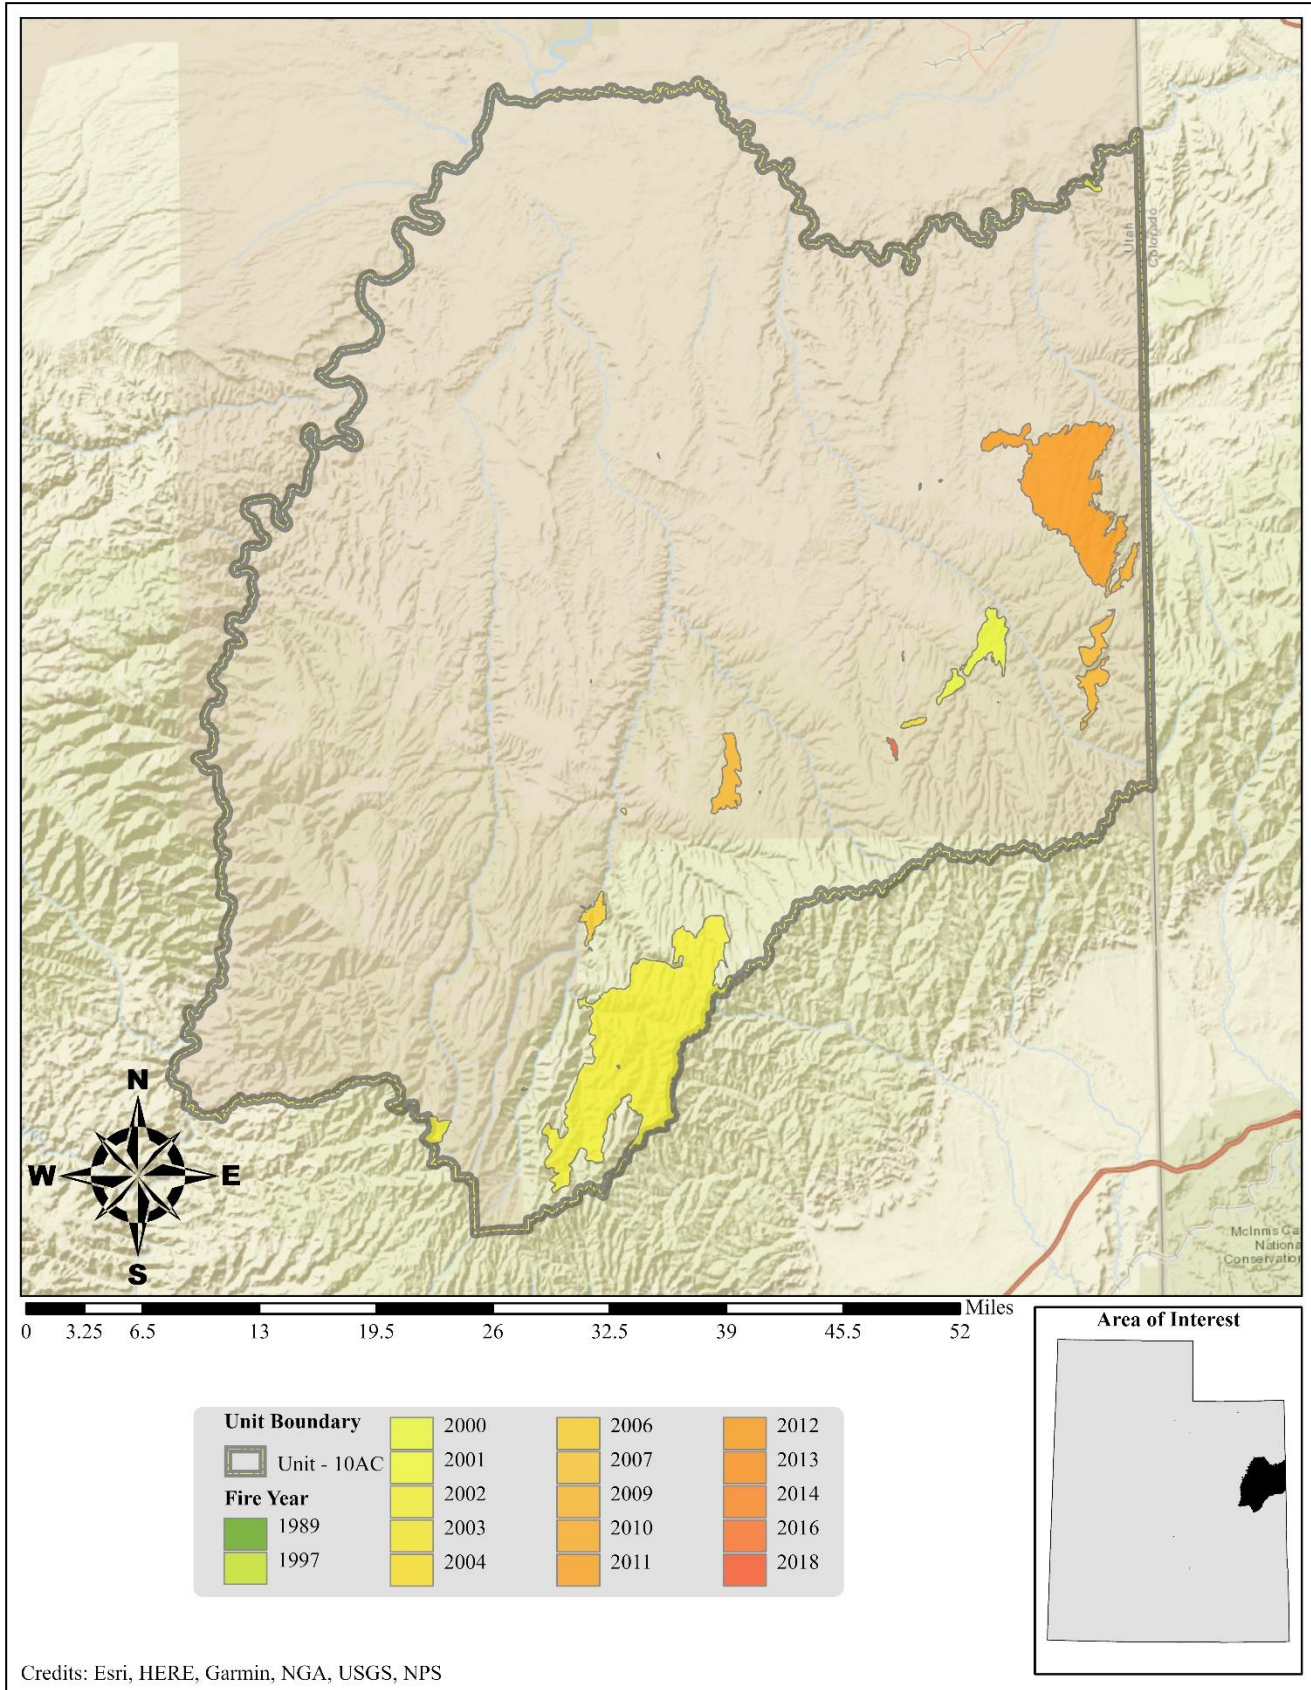 Utah
Colorado
N
W E
S
McInnis Ca
Nationa
Conservation
Miles
0 3.25 6.5 13 19.5 26 32.5 39 45.5 52
Area of Interest
Unit Boundary
Unit - 10AC
Fire Year
1989
1997
2000
2001
2002
2003
2004
2006
2007
2009
2010
2011
2012
2013
2014
2016
2018
Credits: Esri, HERE, Garmin, NGA, USGS, NPS